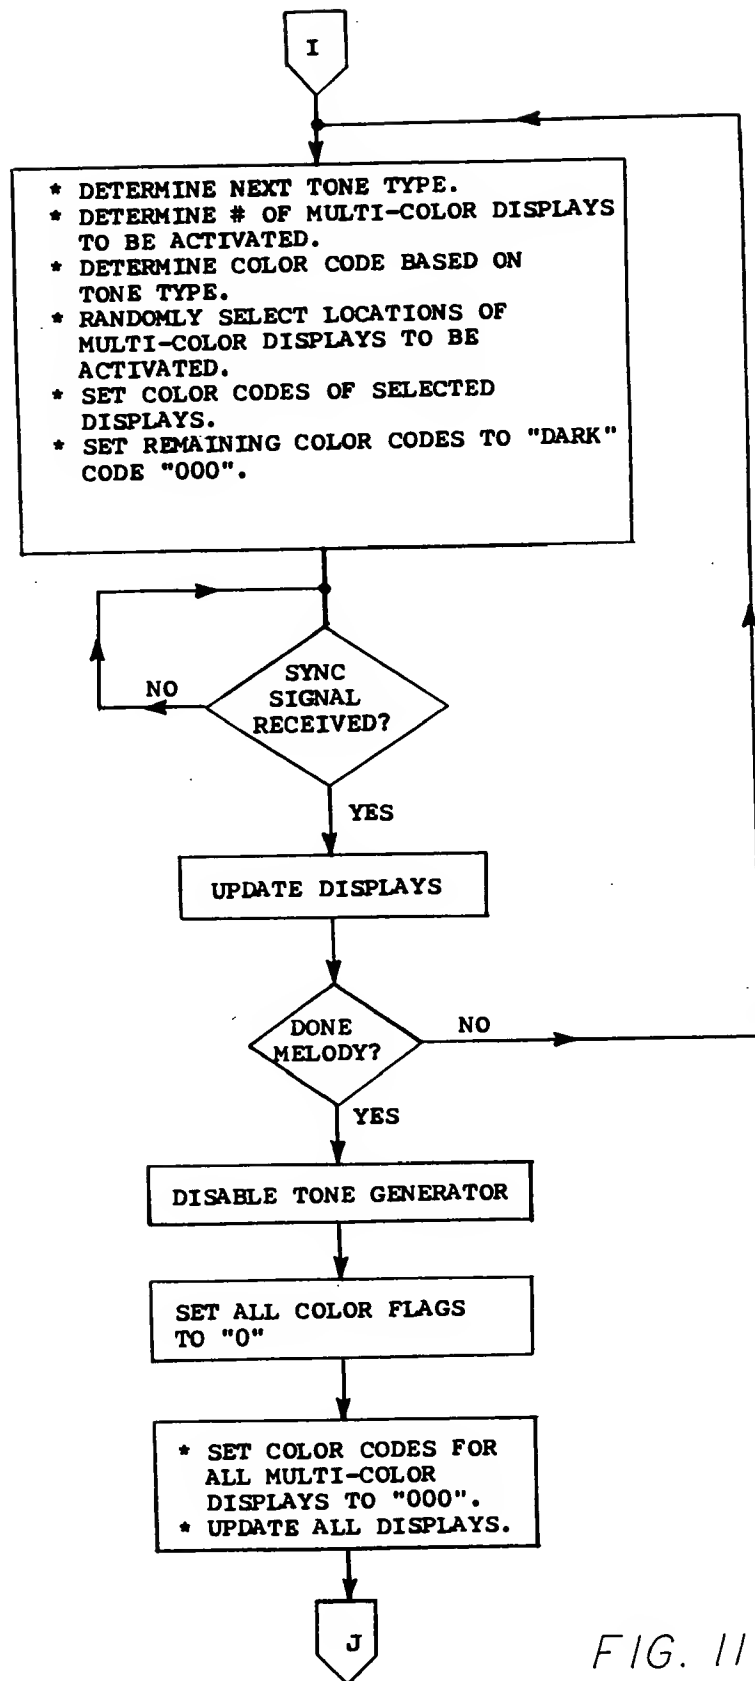 I
* DETERMINE NEXT TONE TYPE.
* DETERMINE # OF MULTI-COLOR DISPLAYS
TO BE ACTIVATED.
* DETERMINE COLOR CODE BASED ON
TONE TYPE.
* RANDOMLY SELECT LOCATIONS OF
MULTI-COLOR DISPLAYS TO BE
ACTIVATED.
* SET COLOR CODES OF SELECTED
DISPLAYS.
* SET REMAINING COLOR CODES TO "DARK"
CODE "000".
SYNC
SIGNAL
RECEIVED?
NO
YES
UPDATE DISPLAYS
DONE
MELODY?
NO
YES
DISABLE TONE GENERATOR
SET ALL COLOR FLAGS
TO "0"
* SET COLOR CODES FOR
ALL MULTI-COLOR
DISPLAYS TO "000".
* UPDATE ALL DISPLAYS.
J
FIG. 11